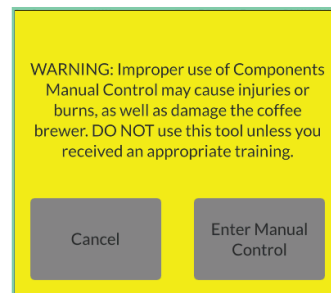 WARNING: Improper use of Components
Manual Control may cause injuries or
burns, as well as damage the coffee
brewer. DO NOT use this tool unless you
received an appropriate training.
Cancel
Enter Manual
Control